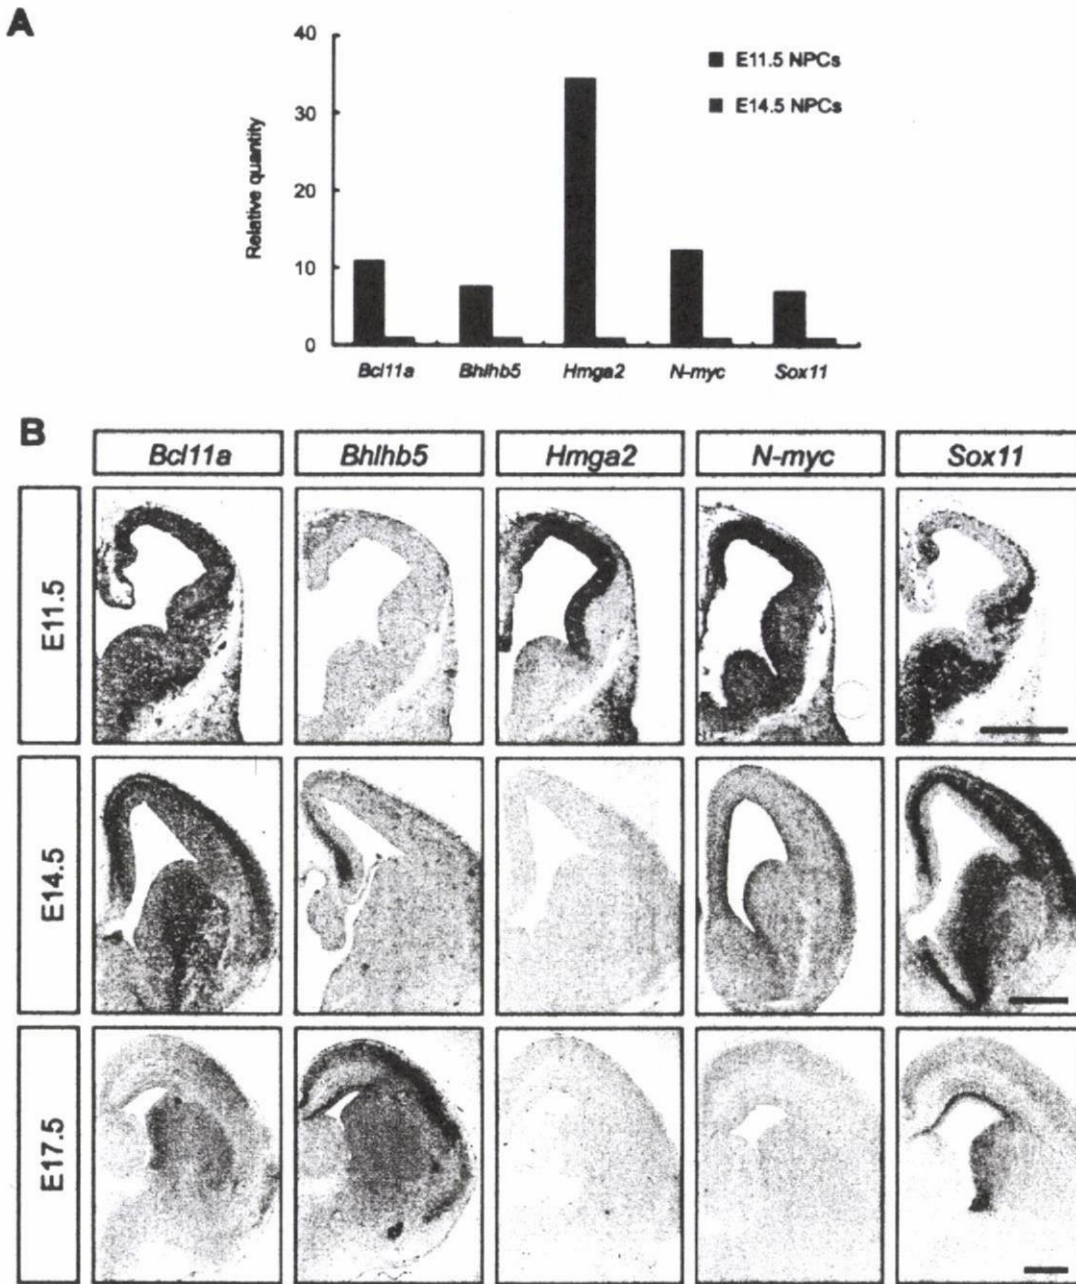 A
40
30
20
10
0
Relative quantity
E11.5 NPCs
E14.5 NPCs
Bcl11a Bhlhb5 Hmga2 N-myc Sox11
B
Bcl11a Bhlhb5 Hmga2 N-myc Sox11
E11.5
E14.5
E17.5